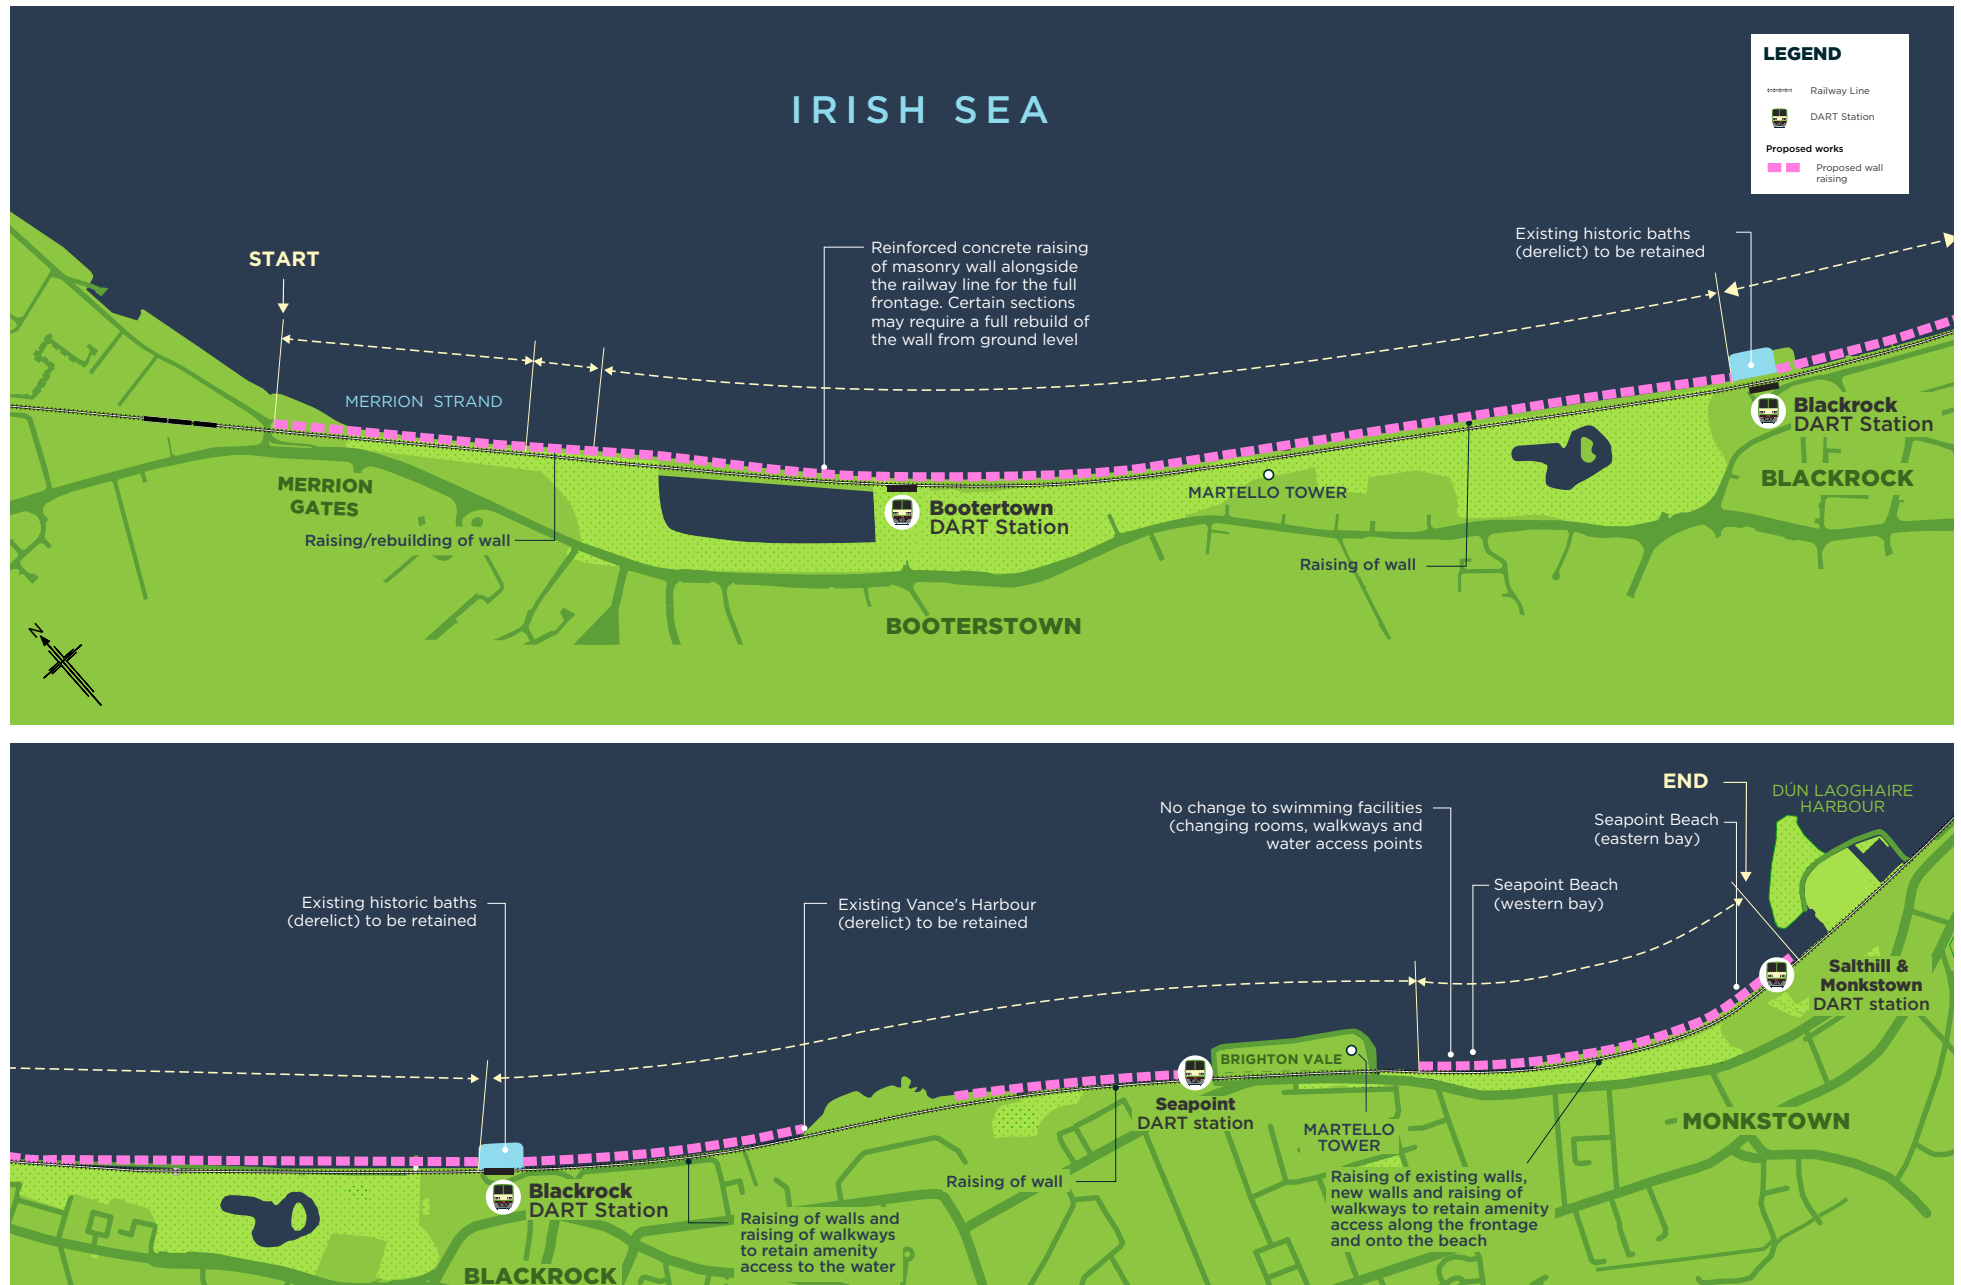 IRISH SEA
LEGEND
Railway Line
DART Station
Proposed works
Proposed wall
raising
START
Reinforced concrete raising
of masonry wall alongside
the railway line for the full
frontage. Certain sections
may require a full rebuild of
the wall from ground level
Existing historic baths
(derelict) to be retained
MERRION STRAND
MERRION
GATES
Raising/rebuilding of wall
Bootertown
DART Station
MARTELLO TOWER
Raising of wall
Blackrock
DART Station
BLACKROCK
BOOTERSTOWN
N
END
DÚN LAOGHAIRE
HARBOUR
No change to swimming facilities
(changing rooms, walkways and
water access points
Seapoint Beach
(eastern bay)
Seapoint Beach
(western bay)
Existing historic baths
(derelict) to be retained
Existing Vance's Harbour
(derelict) to be retained
Salthill &
Monkstown
DART station
BRIGHTON VALE
Seapoint
DART station
MARTELLO
TOWER
MONKSTOWN
Raising of wall
Raising of existing walls,
new walls and raising of
walkways to retain amenity
access along the frontage
and onto the beach
Blackrock
DART Station
Raising of walls and
raising of walkways
to retain amenity
access to the water
BLACKROCK